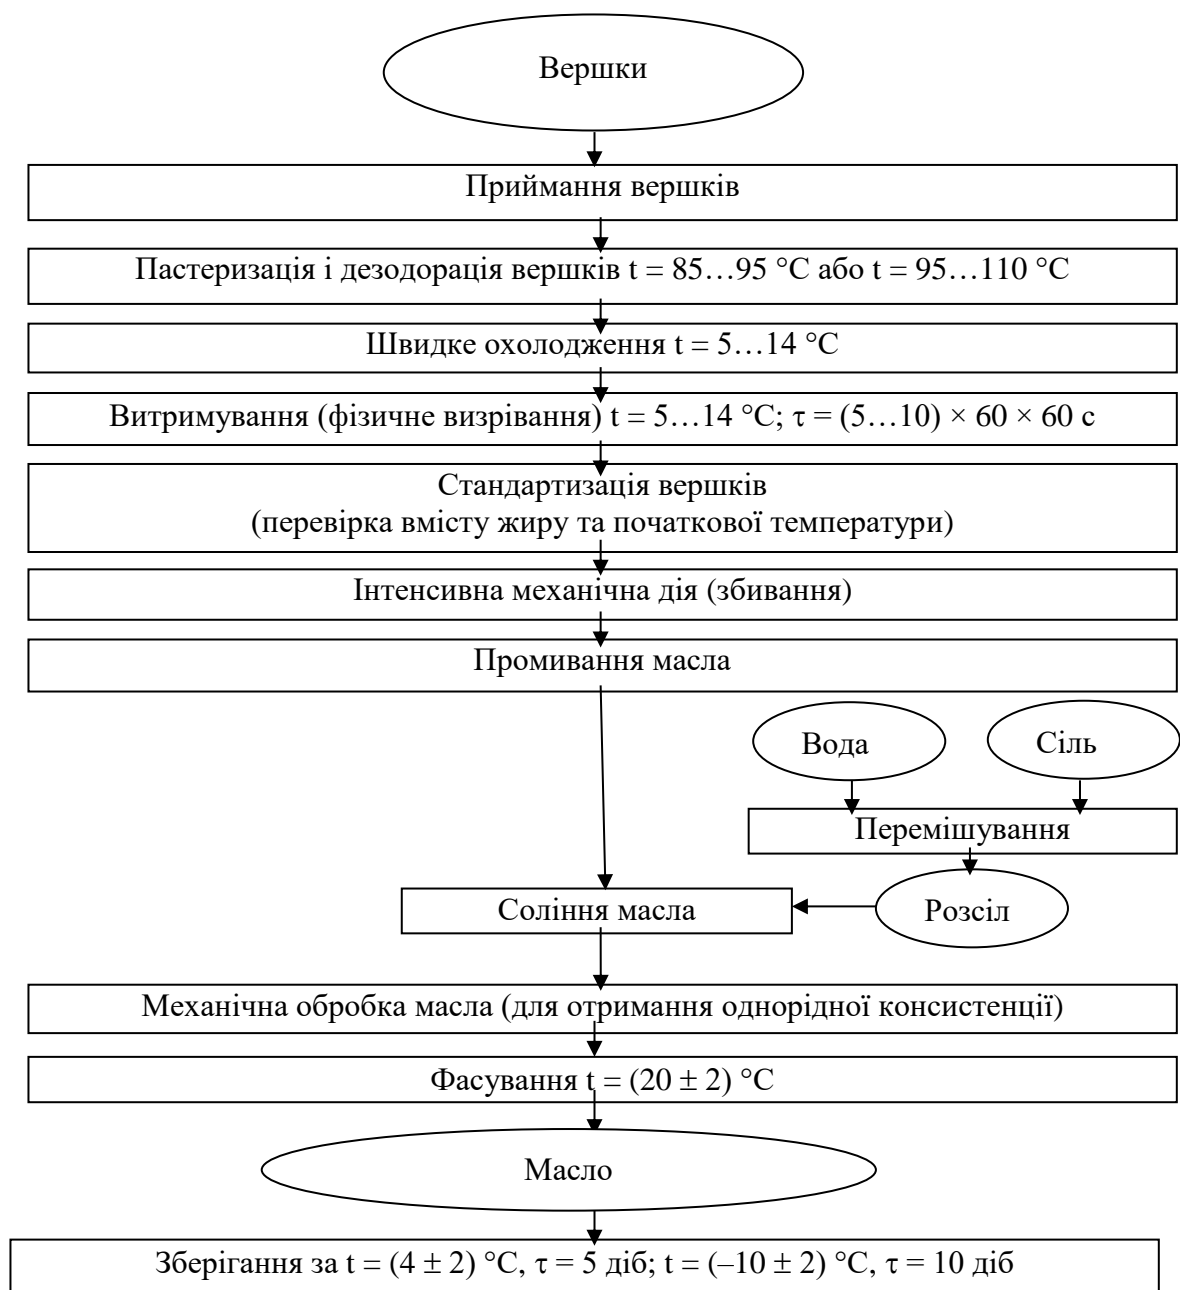 Вершки
Приймання вершків
Пастеризація і дезодорація вершків t = 85…95 °C або t = 95…110 °C
Швидке охолодження t = 5…14 °C
Витримування (фізичне визрівання) t = 5…14 °C; τ = (5…10) × 60 × 60 с
Стандартизація вершків
(перевірка вмісту жиру та початкової температури)
Інтенсивна механічна дія (збивання)
Промивання масла
Вода
Сіль
Перемішування
Соління масла
Розсіл
Механічна обробка масла (для отримання однорідної консистенції)
Фасування t = (20 ± 2) °C
Масло
Зберігання за t = (4 ± 2) °C, τ = 5 діб; t = (–10 ± 2) °C, τ = 10 діб